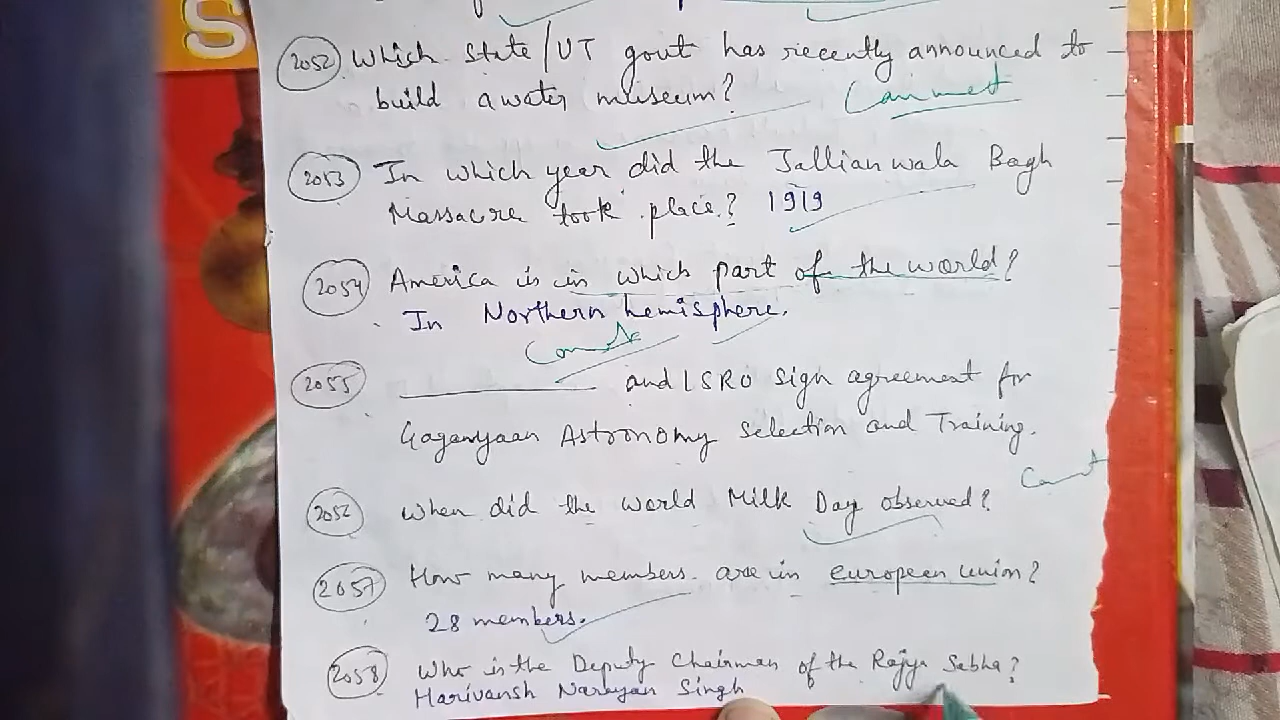 S
2052 Which state/UT govt has recently announced to
build a water museum? Comment
2053 In which year did the Jallianwala Bagh
Massacre took place? 1919
2054 America is in which part of the world?
In Northern hemisphere.
2055 ________ and ISRO sign agreement for
Gaganyaan Astronomy Selection and Training.
2056 When did the World Milk Day observed?
2057 How many members are in european union?
28 members.
2058 Who is the Deputy Chairman of the Rajya Sabha?
Harivansh Narayan Singh